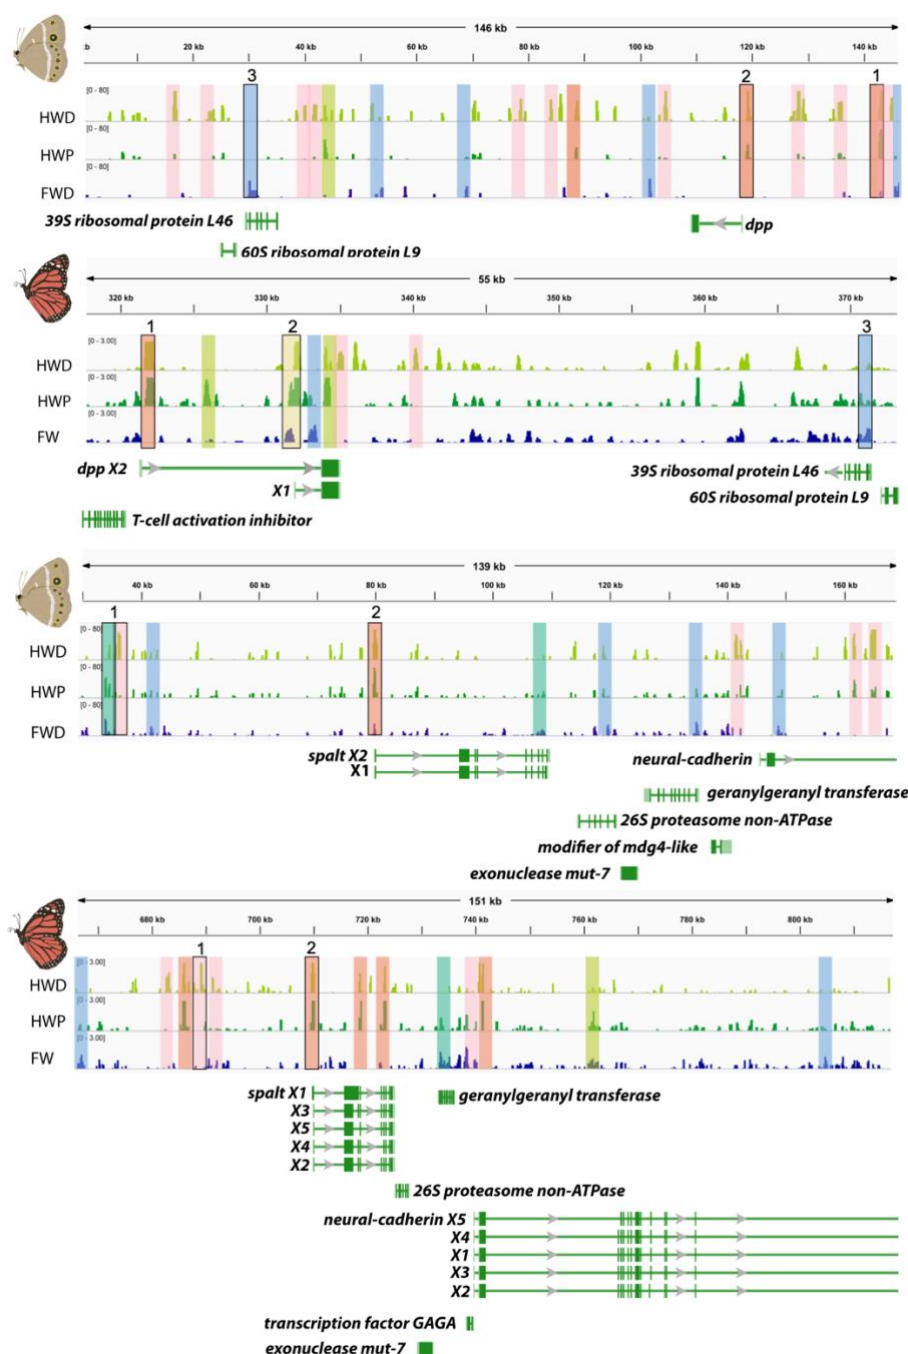 146 kb
b 20 kb 40 kb 60 kb 80 kb 100 kb 120 kb 140 kb
3 2 1
[0 - 80]
HWD
[0 - 80]
HWP
[0 - 80]
FWD
39S ribosomal protein L46
dpp
60S ribosomal protein L9
55 kb
320 kb 330 kb 340 kb 350 kb 360 kb 370 kb
1 2 3
[0 - 3.00]
HWD
[0 - 3.00]
HWP
[0 - 3.00]
FW
dpp X2
39S ribosomal protein L46
X1
60S ribosomal protein L9
T-cell activation inhibitor
139 kb
40 kb 60 kb 80 kb 100 kb 120 kb 140 kb 160 kb
1 2
[0 - 80]
HWD
[0 - 80]
HWP
[0 - 80]
FWD
spalt X2
neural-cadherin
X1
geranylgeranyl transferase
26S proteasome non-ATPase
modifier of mdg4-like
exonuclease mut-7
151 kb
680 kb 700 kb 720 kb 740 kb 760 kb 780 kb 800 kb
1 2
[0 - 3.00]
HWD
[0 - 3.00]
HWP
[0 - 3.00]
FW
spalt X1
geranylgeranyl transferase
X3
X5
X4
X2
26S proteasome non-ATPase
neural-cadherin X5
X4
X1
X3
X2
transcription factor GAGA
exonuclease mut-7